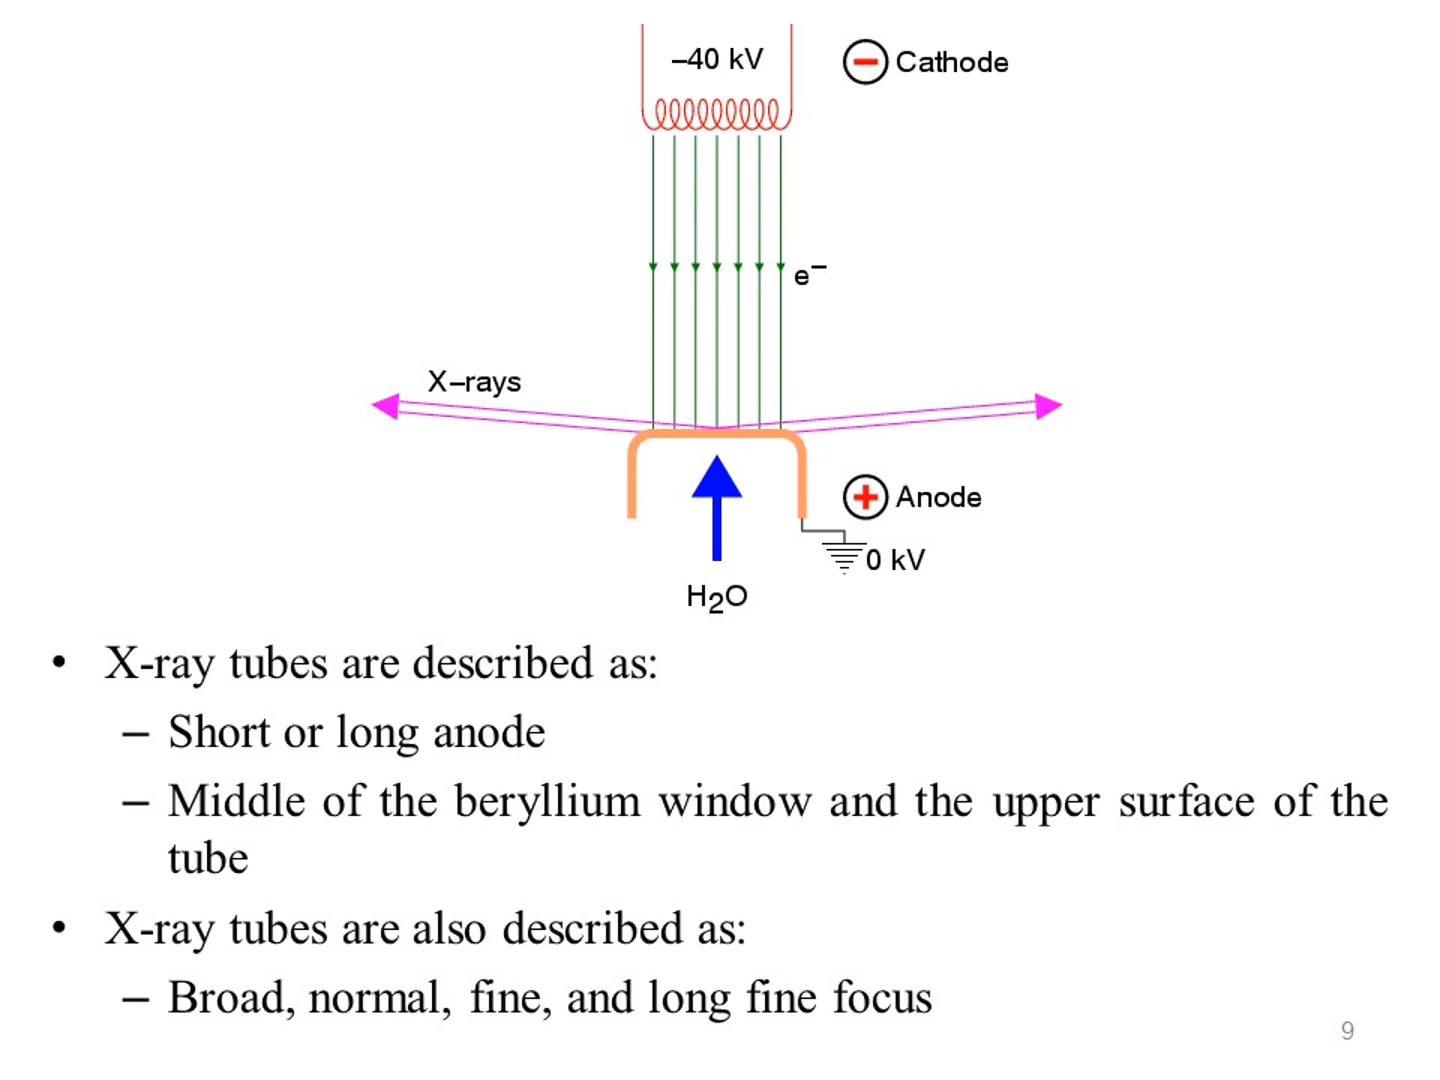 –40 kV
Cathode
e–
X–rays
Anode
0 kV
H2O
• X-ray tubes are described as:
– Short or long anode
– Middle of the beryllium window and the upper surface of the
tube
• X-ray tubes are also described as:
– Broad, normal, fine, and long fine focus
9